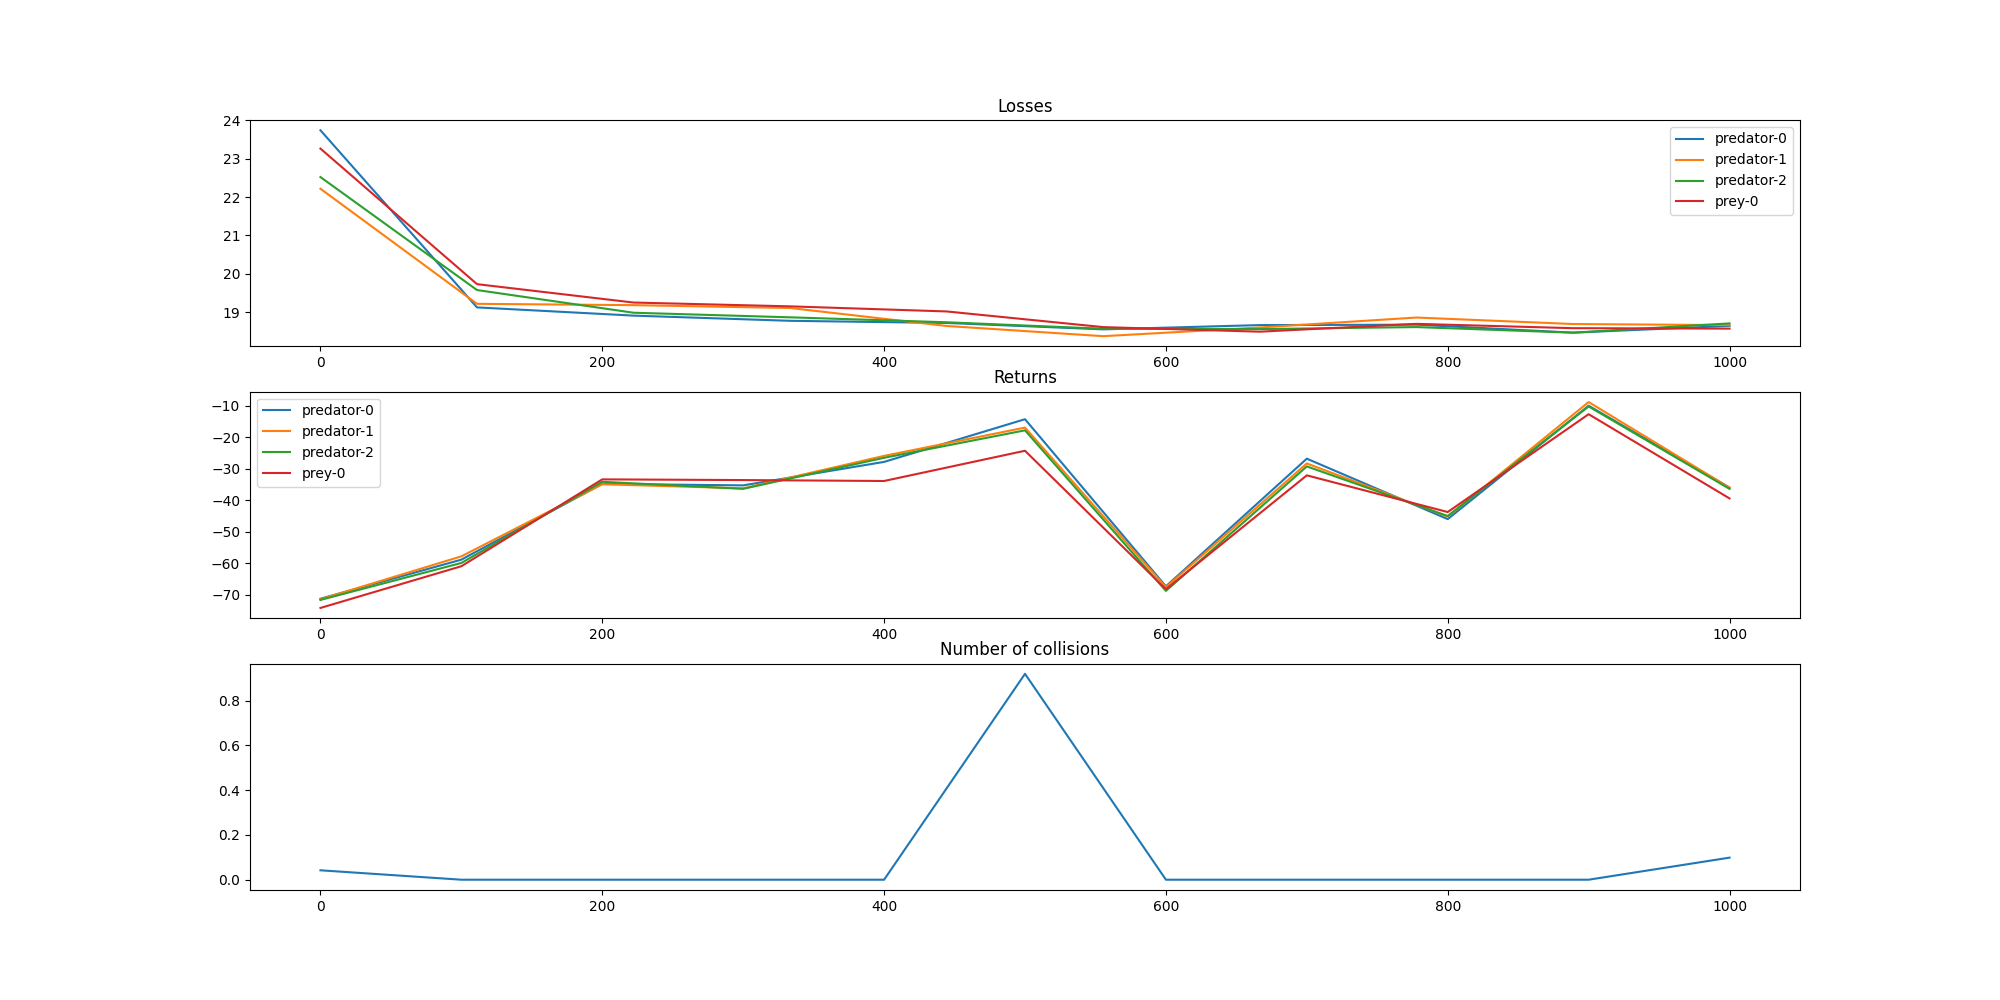 Losses
24
23
22
21
20
19
predator-0
predator-1
predator-2
prey-0
0 200 400 600 800 1000
Returns
−10
−20
−30
−40
−50
−60
−70
predator-0
predator-1
predator-2
prey-0
0 200 400 600 800 1000
Number of collisions
0.8
0.6
0.4
0.2
0.0
0 200 400 600 800 1000